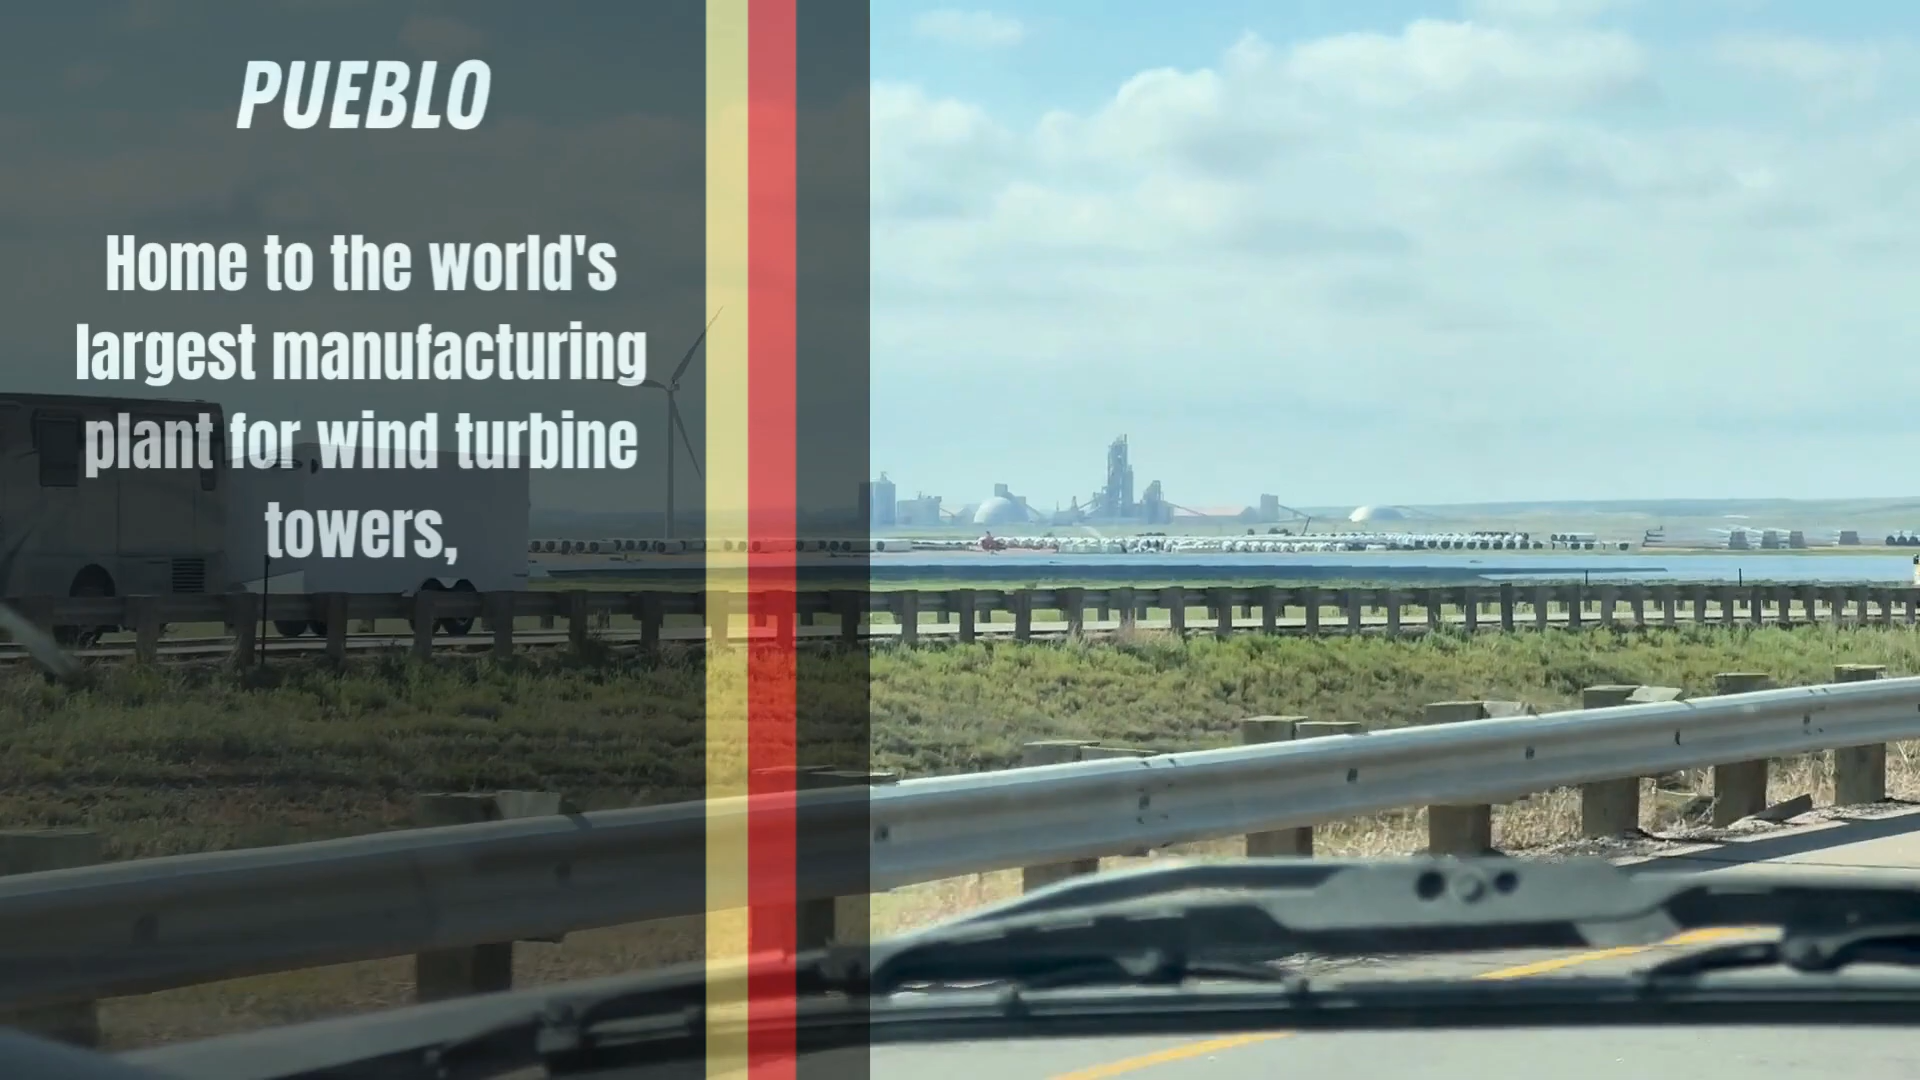 PUEBLO
Home to the world's
largest manufacturing
plant for wind turbine
towers,